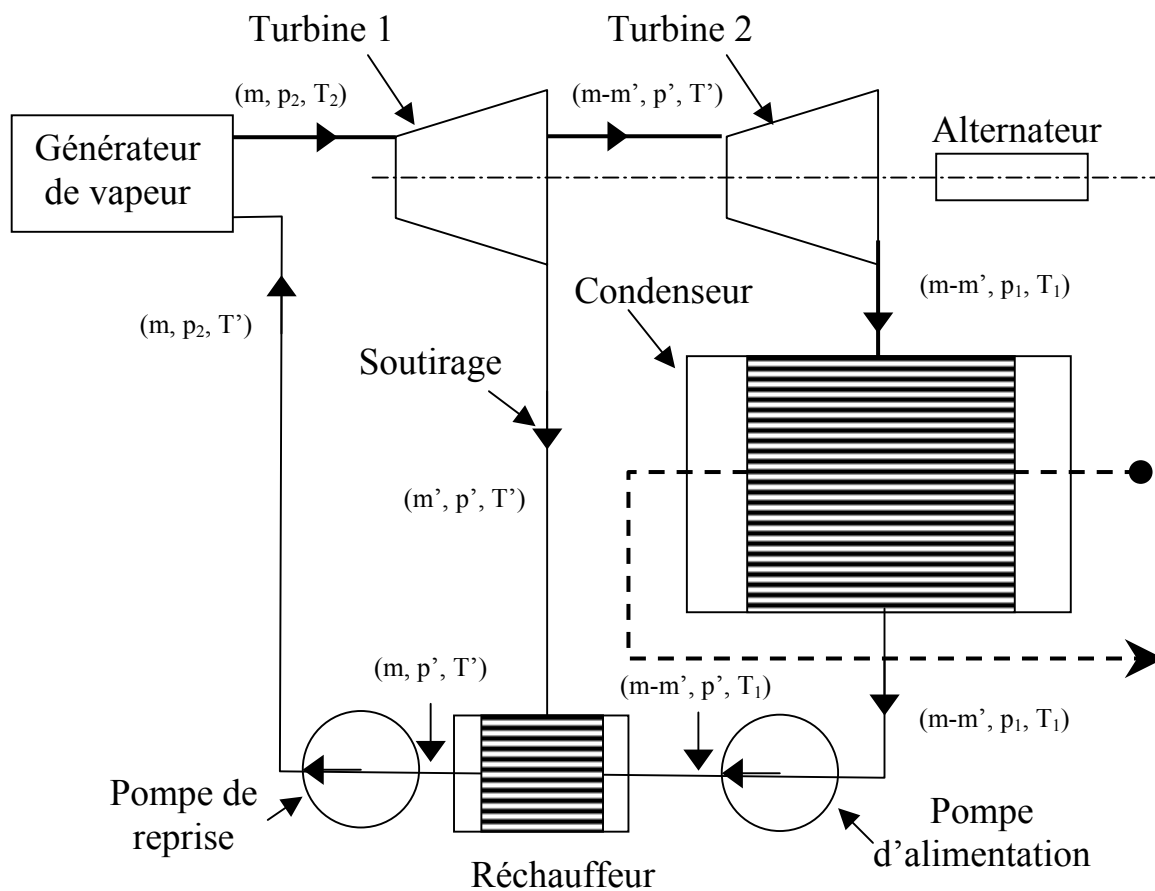 Turbine 1
Turbine 2
(m, p₂, T₂)
(m-m’, p’, T’)
Alternateur
Générateur
de vapeur
(m-m’, p₁, T₁)
Condenseur
(m, p₂, T’)
Soutirage
(m’, p’, T’)
(m, p’, T’)
(m-m’, p’, T₁)
(m-m’, p₁, T₁)
Pompe de
reprise
Pompe
d’alimentation
Réchauffeur